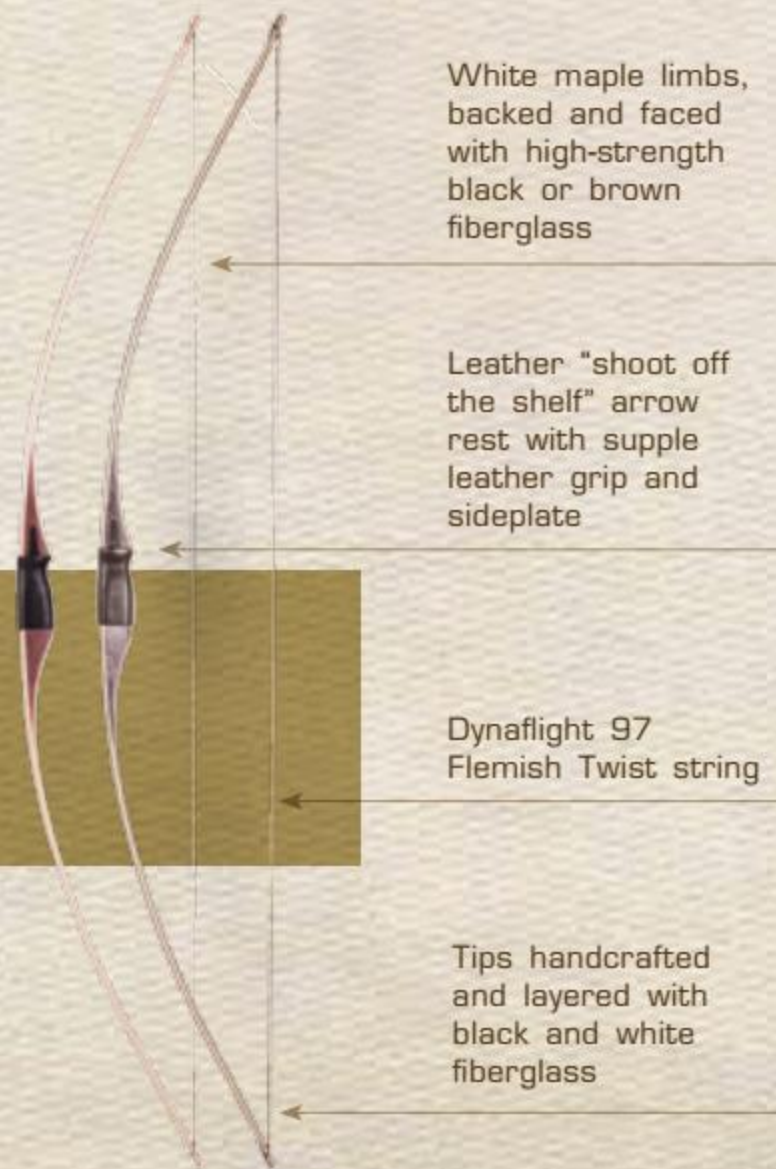 White maple limbs,
backed and faced
with high-strength
black or brown
fiberglass
Leather “shoot off
the shelf” arrow
rest with supple
leather grip and
sideplate
Dynaflight 97
Flemish Twist string
Tips handcrafted
and layered with
black and white
fiberglass